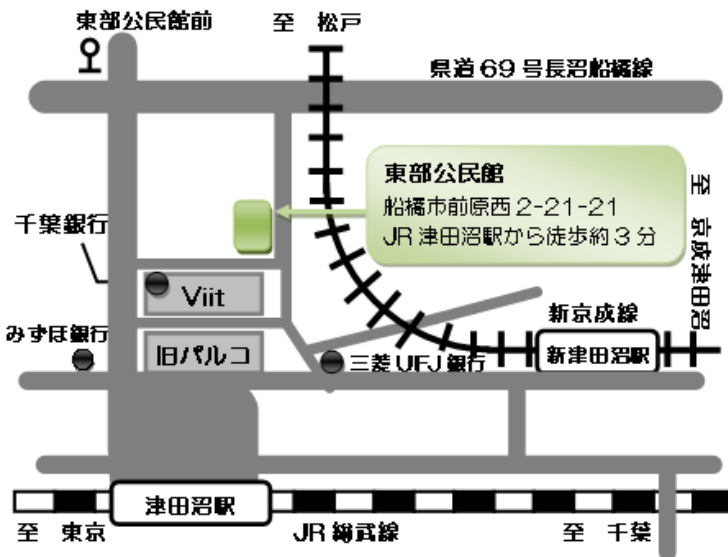 東部公民館前
至 松戸
県道69号長沼船橋線
東部公民館
船橋市前原西2-21-21
JR津田沼駅から徒歩約3分
至 京成津田沼
千葉銀行
Viit
新京成線
みずほ銀行
旧パルコ
三菱UFJ銀行
新津田沼駅
津田沼駅
至 東京
JR総武線
至 千葉